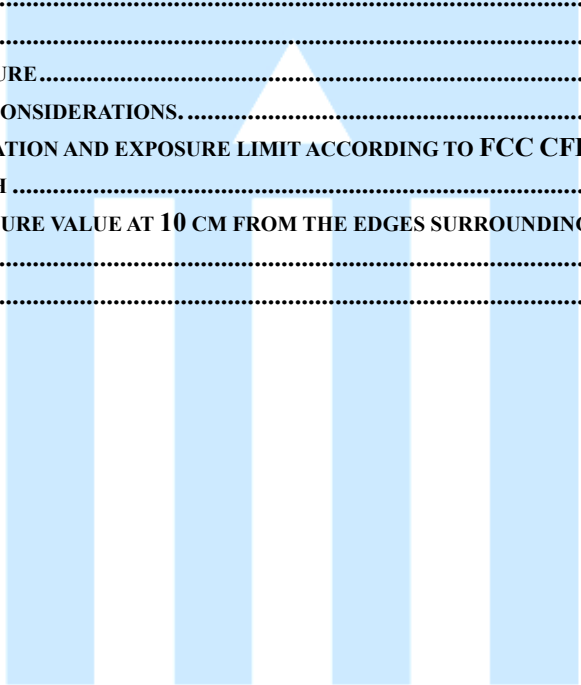 ................................................................................................
................................................................................................
URE.........................................................................................
ONSIDERATIONS. .................................................................
ATION AND EXPOSURE LIMIT ACCORDING TO FCC CF
H ..............................................................................................
URE VALUE AT 10 CM FROM THE EDGES SURROUNDING
................................................................................................
................................................................................................